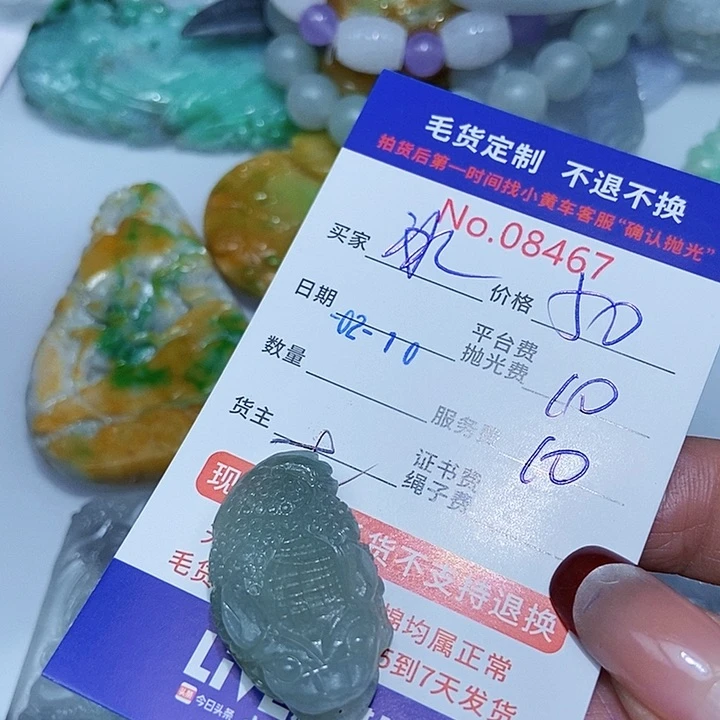 毛货定制 不退不换
拍货后第一时间找小黄车客服“确认抛光”
No.08467
买家 价格 50
日期 02-10 平台费
抛光费 10
数量
服务费 10
货主 证书费
绳子费
现
货不支持退换
毛货 棉均属正常
5到7天发货
LIVE
今日头条